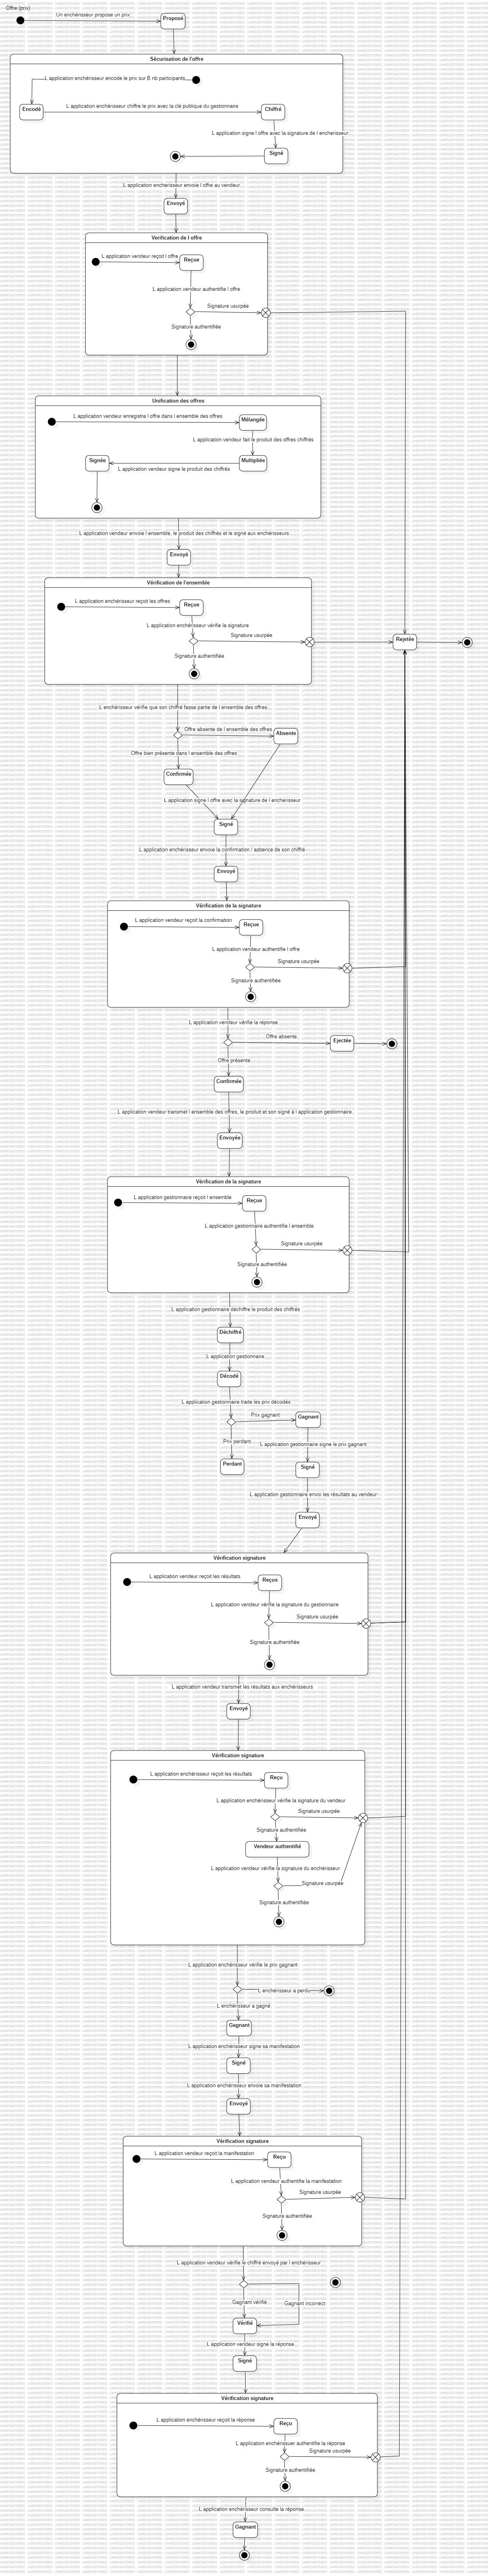 Offre (prix)
Un enchérisseur propose un prix
Proposé
Sécurisation de l'offre
L application enchérisseur encode le prix sur B nb participants
Encodé
L application enchérisseur chiffre le prix avec la clé publique du gestionnaire
Chiffré
L application signe l offre avec la signature de l encherisseur
Signé
L application encherisseur envoie l offre au vendeur
Envoyé
Verification de l offre
L application vendeur reçoit l offre
Reçue
L application vendeur authentifie l offre
Signature usurpée
Signature authentifiée
Unification des offres
L application vendeur enregistre l offre dans l ensemble des offres
Mélangée
L application vendeur fait le produit des offres chiffrés
Signée
Multipliée
L application vendeur signe le produit des chiffrés
L application vendeur envoie l ensemble, le produit des chiffrés et le signé aux enchérisseurs
Envoyé
Vérification de l'ensemble
L application enchérisseur reçoit les offres
Reçue
L application enchérisseur vérifie la signature
Signature usurpée
Signature authentifiée
Rejetée
L enchérisseur vérifie que son chiffré fasse partie de l ensemble des offres
Offre absente de l ensemble des offres
Absente
Offre bien présente dans l ensemble des offres
Confirmée
L application signe l offre avec la signature de l encherisseur
Signé
L application enchérisseur envoie la confirmation / asbence de son chiffré
Envoyé
Vérification de la signature
L application vendeur reçoit la confirmation
Reçue
L application vendeur authentifie l offre
Signature usurpée
Signature authentifiée
L application vendeur vérifie la réponse
Offre absente
Ejectée
Offre présente
Confirmée
L application vendeur transmet l ensemble des offres, le produit et son signé à l application gestionnaire
Envoyée
Vérification de la signature
L application gestionnaire reçoit l ensemble
Reçue
L application gestionnaire authentifie l ensemble
Signature usurpée
Signature authentifiée
L application gestionnaire déchiffre le produit des chiffrés
Déchiffré
L application gestionnaire
Décodé
L application gestionnaire traite les prix décodés
Prix gagnant
Gagnant
Prix perdant
L application gestionnaire signe le prix gagnant
Perdant
Signé
L application gestionnaire envoi les résultats au vendeur
Envoyé
Vérification signature
L application vendeur reçoit les résultats
Reçus
L application vendeur vérifie la signature du gestionnaire
Signature usurpée
Signature authentifiée
L application vendeur transmet les résultats aux enchérisseurs
Envoyé
Vérification signature
L application enchérisseur reçoit les résultats
Reçu
L application enchérisseur vérifie la signature du vendeur
Signature usurpée
Signature authentifiée
Vendeur authentifié
L application vendeur vérifie la signature du enchérisseur
Signature usurpée
Signature authentifiée
L application enchérisseur vérifie le prix gagnant
L enchérisseur a perdu
L enchérisseur a gagné
Gagnant
L application enchérisseur signe sa manifestation
Signé
L application enchérisseur envoie sa manifestation
Envoyé
Vérification signature
L application vendeur reçoit la manifestation
Reçu
L application vendeur authentifie la manifestation
Signature usurpée
Signature authentifiée
L application vendeur vérifie le chiffré envoyé par l enchérisseur
Gagnant vérifié
Gagnant incorrect
Vérifié
L application vendeur signe la réponse
Signé
Vérification signature
L application enchérisseur reçoit la réponse
Reçu
L application enchérissuer authentifie la réponse
Signature usurpée
Signature authentifiée
L application enchérisseur consulte la réponse
Gagnant